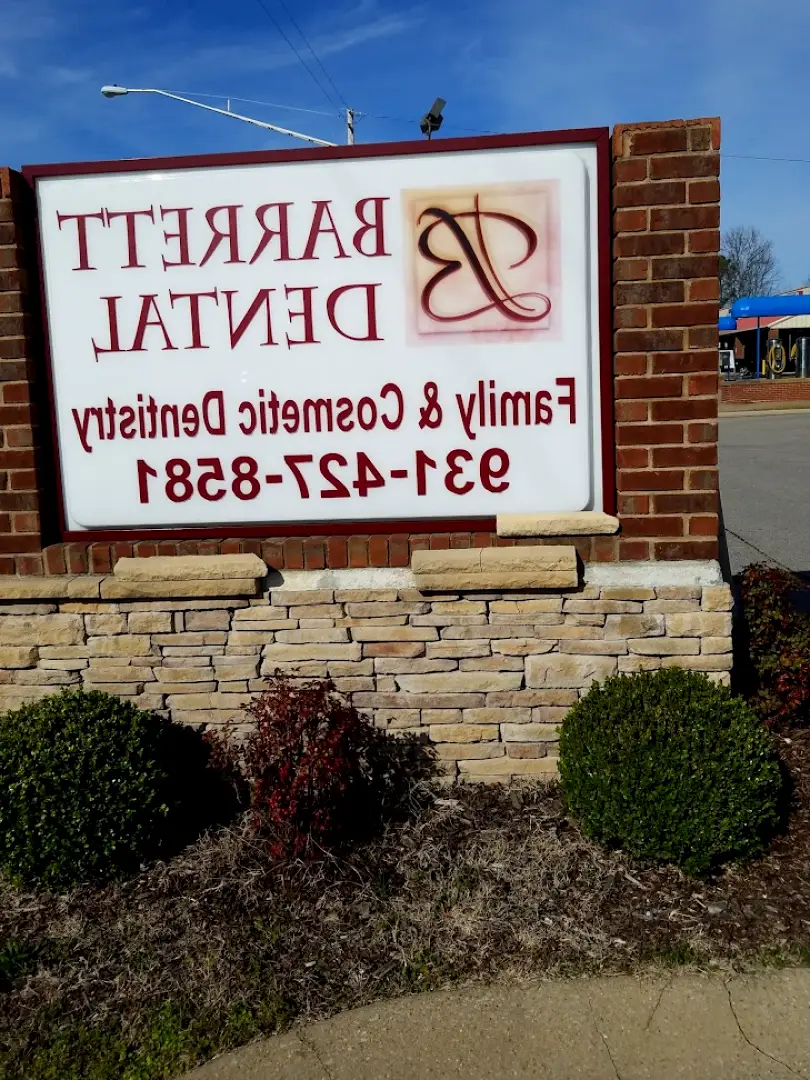 BARRETT
DENTAL
Family & Cosmetic Dentistry
931-427-8581